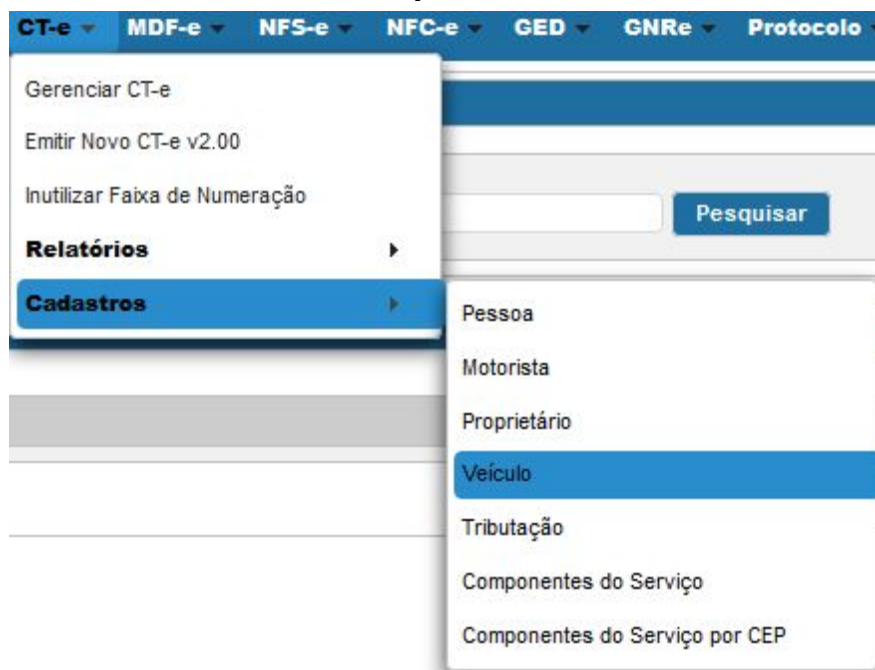 CT-e MDF-e NFS-e NFC-e GED GNRe Protocolo
Gerenciar CT-e
Emitir Novo CT-e v2.00
Inutilizar Faixa de Numeração
Pesquisar
Relatórios
Cadastros
Pessoa
Motorista
Proprietário
Veículo
Tributação
Componentes do Serviço
Componentes do Serviço por CEP